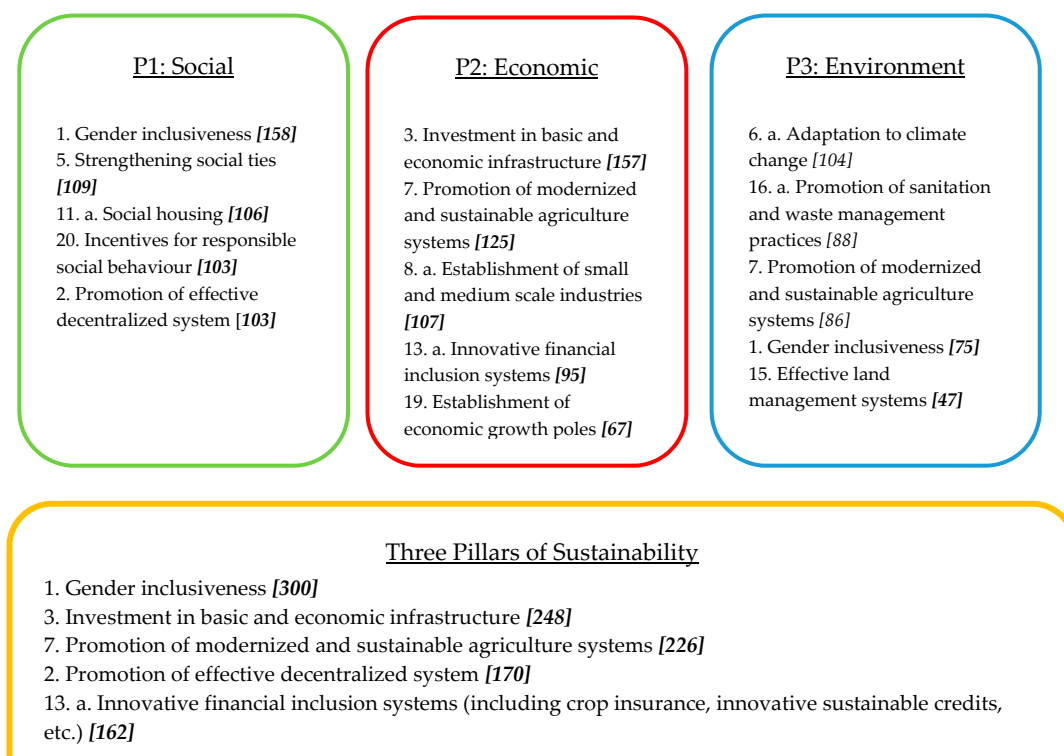 P1: Social
1. Gender inclusiveness [158]
5. Strengthening social ties
[109]
11. a. Social housing [106]
20. Incentives for responsible
social behaviour [103]
2. Promotion of effective
decentralized system [103]
P2: Economic
3. Investment in basic and
economic infrastructure [157]
7. Promotion of modernized
and sustainable agriculture
systems [125]
8. a. Establishment of small
and medium scale industries
[107]
13. a. Innovative financial
inclusion systems [95]
19. Establishment of
economic growth poles [67]
P3: Environment
6. a. Adaptation to climate
change [104]
16. a. Promotion of sanitation
and waste management
practices [88]
7. Promotion of modernized
and sustainable agriculture
systems [86]
1. Gender inclusiveness [75]
15. Effective land
management systems [47]
Three Pillars of Sustainability
1. Gender inclusiveness [300]
3. Investment in basic and economic infrastructure [248]
7. Promotion of modernized and sustainable agriculture systems [226]
2. Promotion of effective decentralized system [170]
13. a. Innovative financial inclusion systems (including crop insurance, innovative sustainable credits,
etc.) [162]